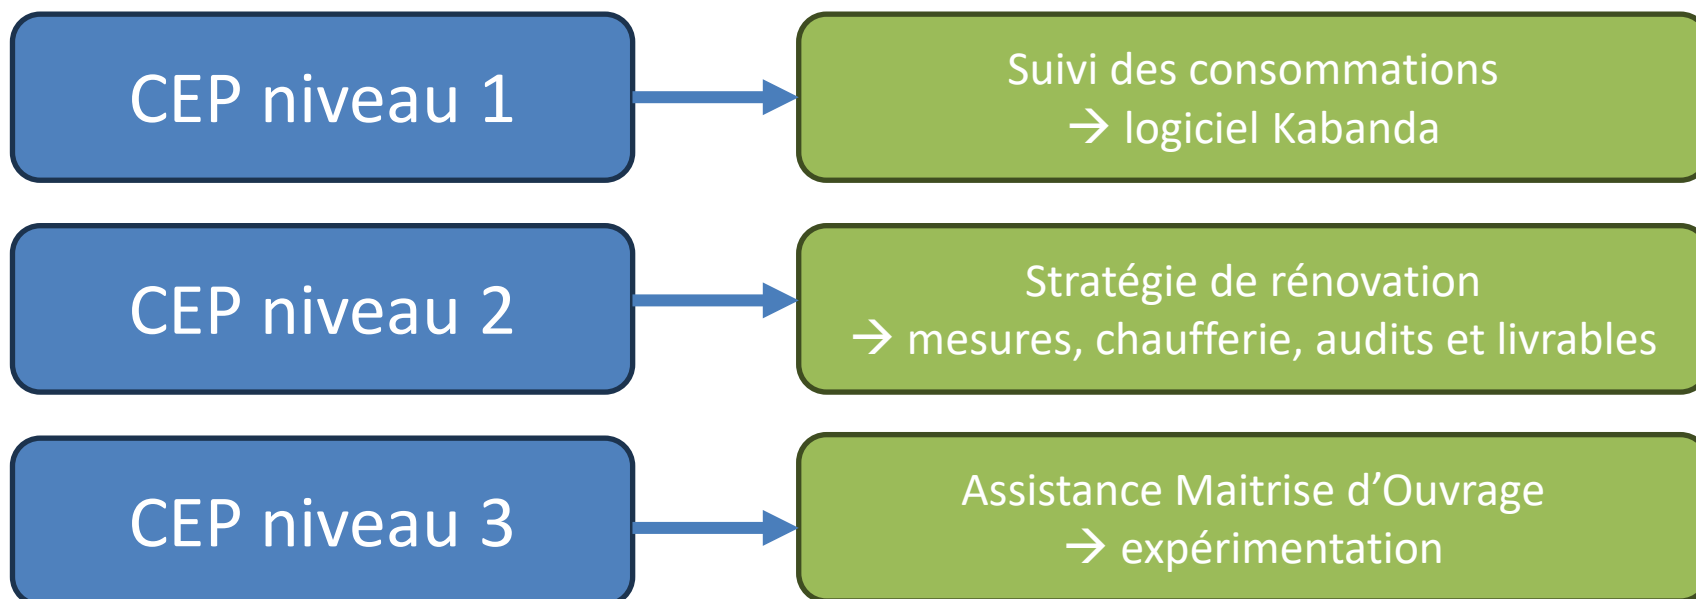 CEP niveau 1
Suivi des consommations
→ logiciel Kabanda
CEP niveau 2
Stratégie de rénovation
→ mesures, chaufferie, audits et livrables
CEP niveau 3
Assistance Maitrise d’Ouvrage
→ expérimentation